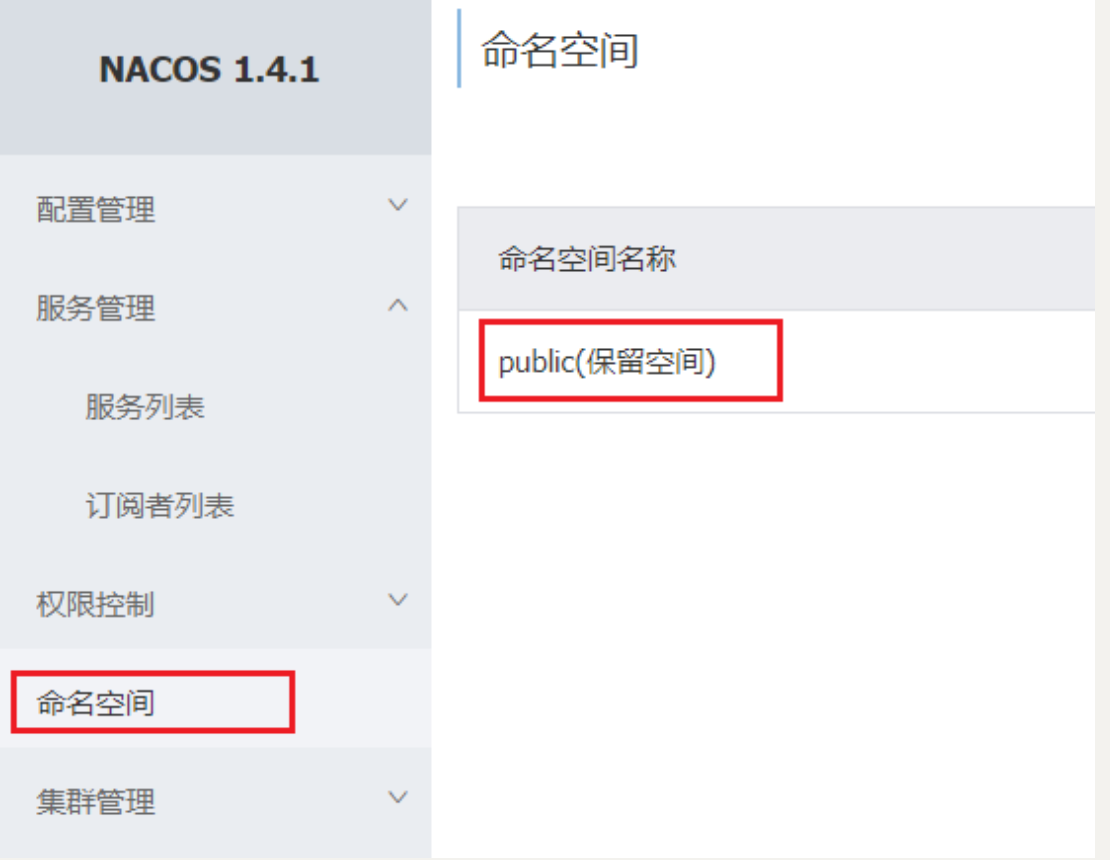 NACOS 1.4.1
配置管理
服务管理
服务列表
订阅者列表
权限控制
命名空间
集群管理
命名空间
命名空间名称
public(保留空间)